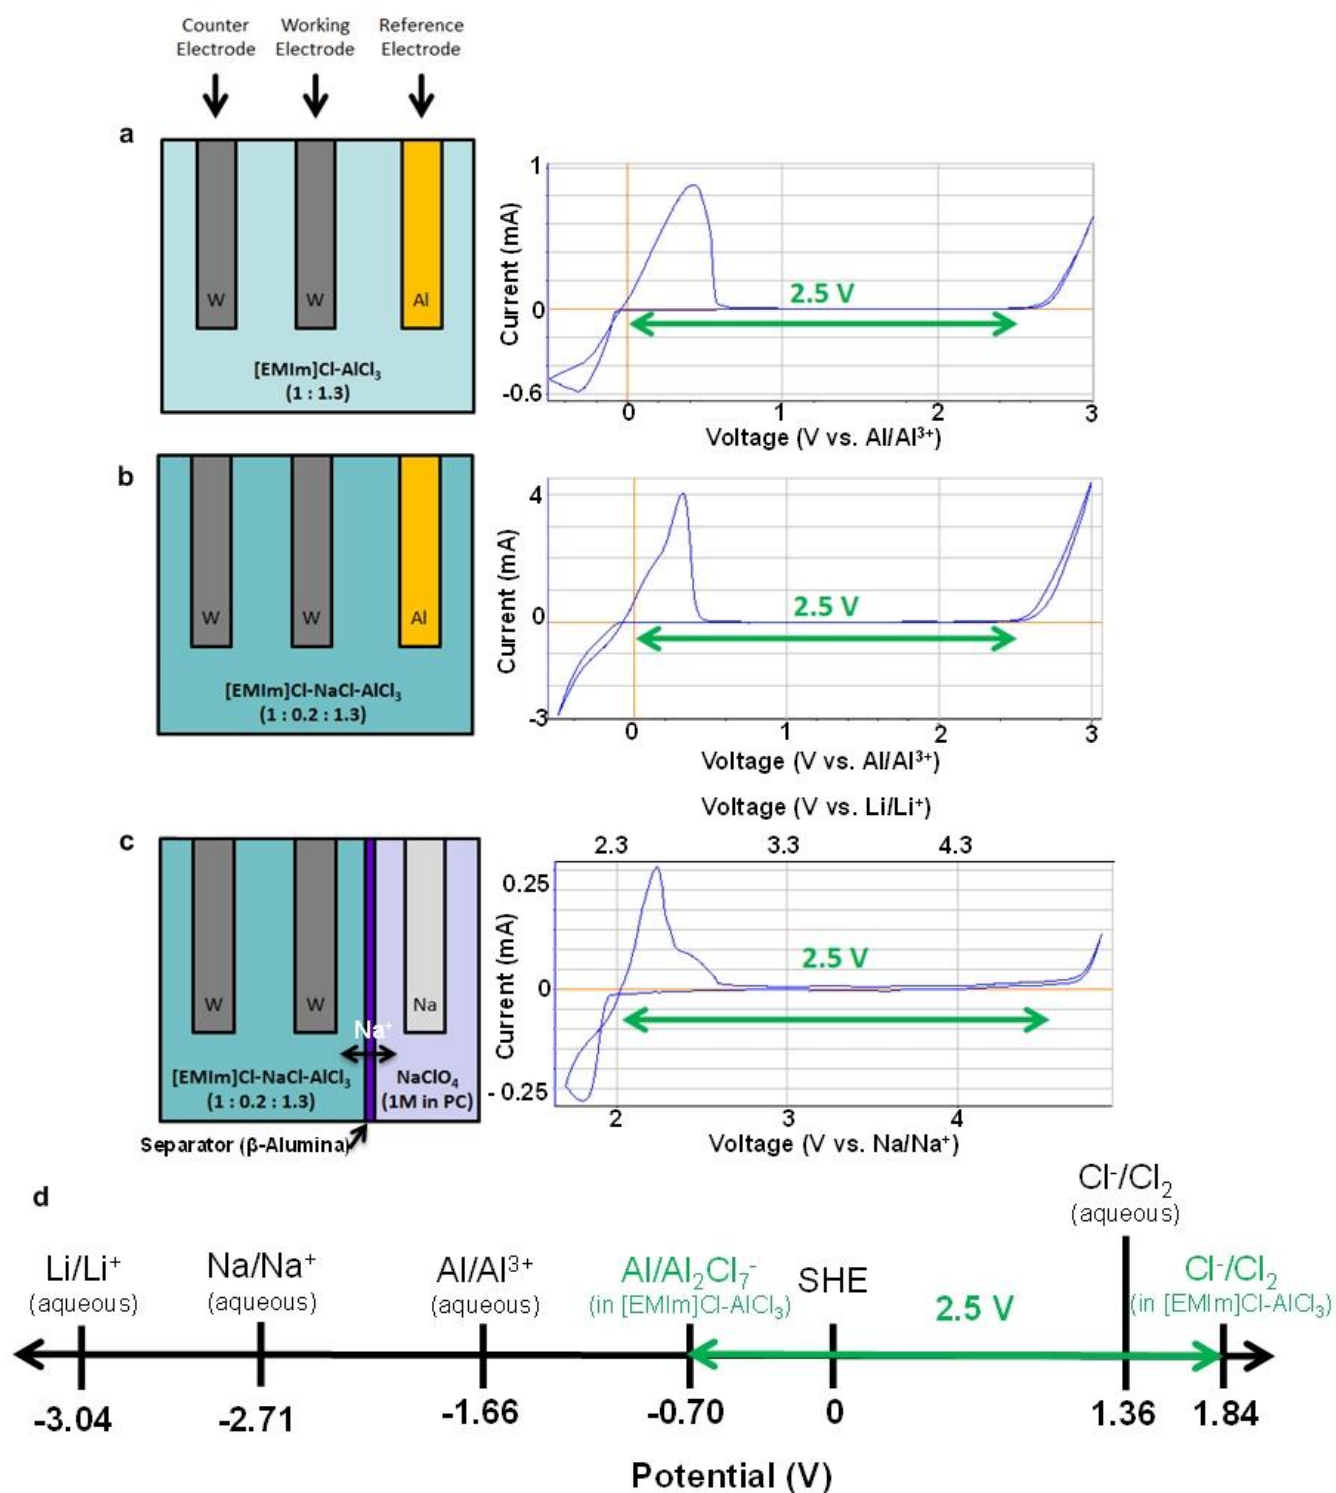 Counter Electrode
Working Electrode
Reference Electrode
a
W
W
Al
[EMIm]Cl-AlCl₃
(1 : 1.3)
Current (mA)
1
0
-0.6
2.5 V
0
1
2
3
Voltage (V vs. Al/Al³⁺)
b
W
W
Al
[EMIm]Cl-NaCl-AlCl₃
(1 : 0.2 : 1.3)
Current (mA)
4
0
-3
2.5 V
0
1
2
3
Voltage (V vs. Al/Al³⁺)
c
W
W
Na
Na⁺
[EMIm]Cl-NaCl-AlCl₃
(1 : 0.2 : 1.3)
NaClO₄
(1M in PC)
Separator (β-Alumina)
Voltage (V vs. Li/Li⁺)
2.3
3.3
4.3
Current (mA)
0.25
0
- 0.25
2.5 V
2
3
4
Voltage (V vs. Na/Na⁺)
d
Li/Li⁺
(aqueous)
Na/Na⁺
(aqueous)
Al/Al³⁺
(aqueous)
Al/Al₂Cl₇⁻
(in [EMIm]Cl-AlCl₃)
SHE
2.5 V
Cl⁻/Cl₂
(aqueous)
Cl⁻/Cl₂
(in [EMIm]Cl-AlCl₃)
-3.04
-2.71
-1.66
-0.70
0
1.36
1.84
Potential (V)